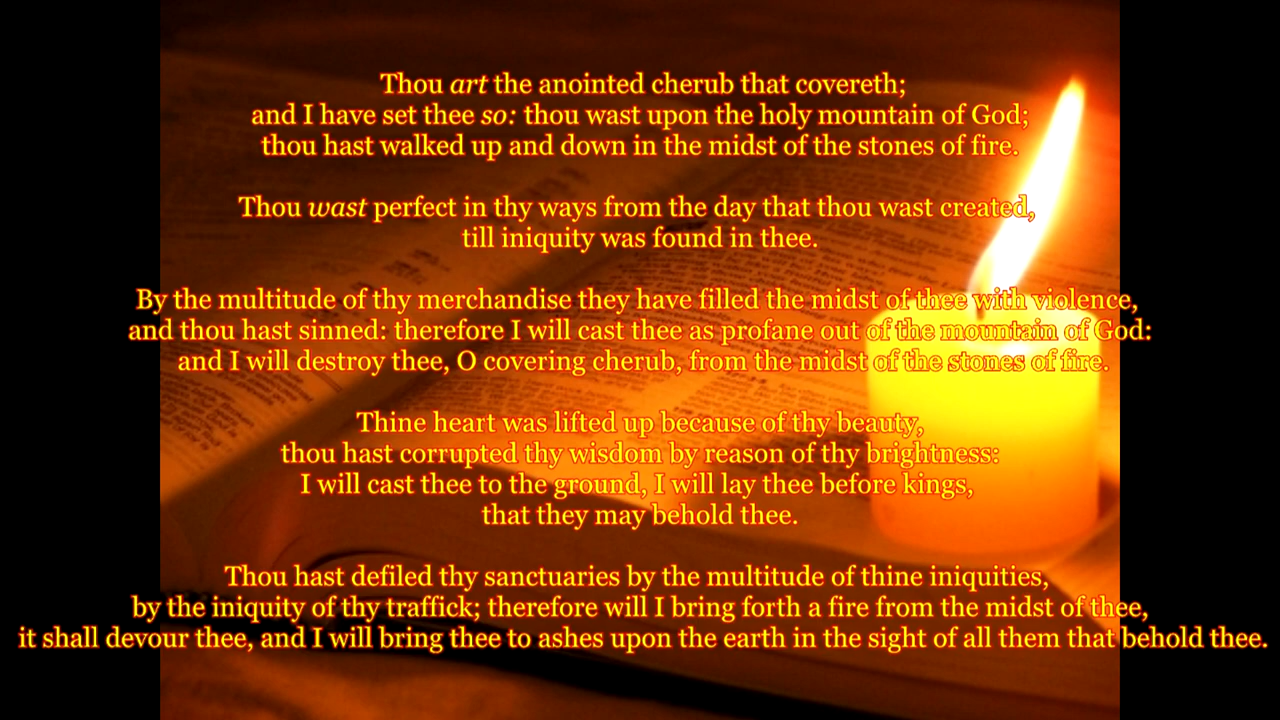 Thou art the anointed cherub that covereth;
and I have set thee so: thou wast upon the holy mountain of God;
thou hast walked up and down in the midst of the stones of fire.
Thou wast perfect in thy ways from the day that thou wast created,
till iniquity was found in thee.
By the multitude of thy merchandise they have filled the midst of thee with violence,
and thou hast sinned: therefore I will cast thee as profane out of the mountain of God:
and I will destroy thee, O covering cherub, from the midst of the stones of fire.
Thine heart was lifted up because of thy beauty,
thou hast corrupted thy wisdom by reason of thy brightness:
I will cast thee to the ground, I will lay thee before kings,
that they may behold thee.
Thou hast defiled thy sanctuaries by the multitude of thine iniquities,
by the iniquity of thy traffick; therefore will I bring forth a fire from the midst of thee,
it shall devour thee, and I will bring thee to ashes upon the earth in the sight of all them that behold thee.